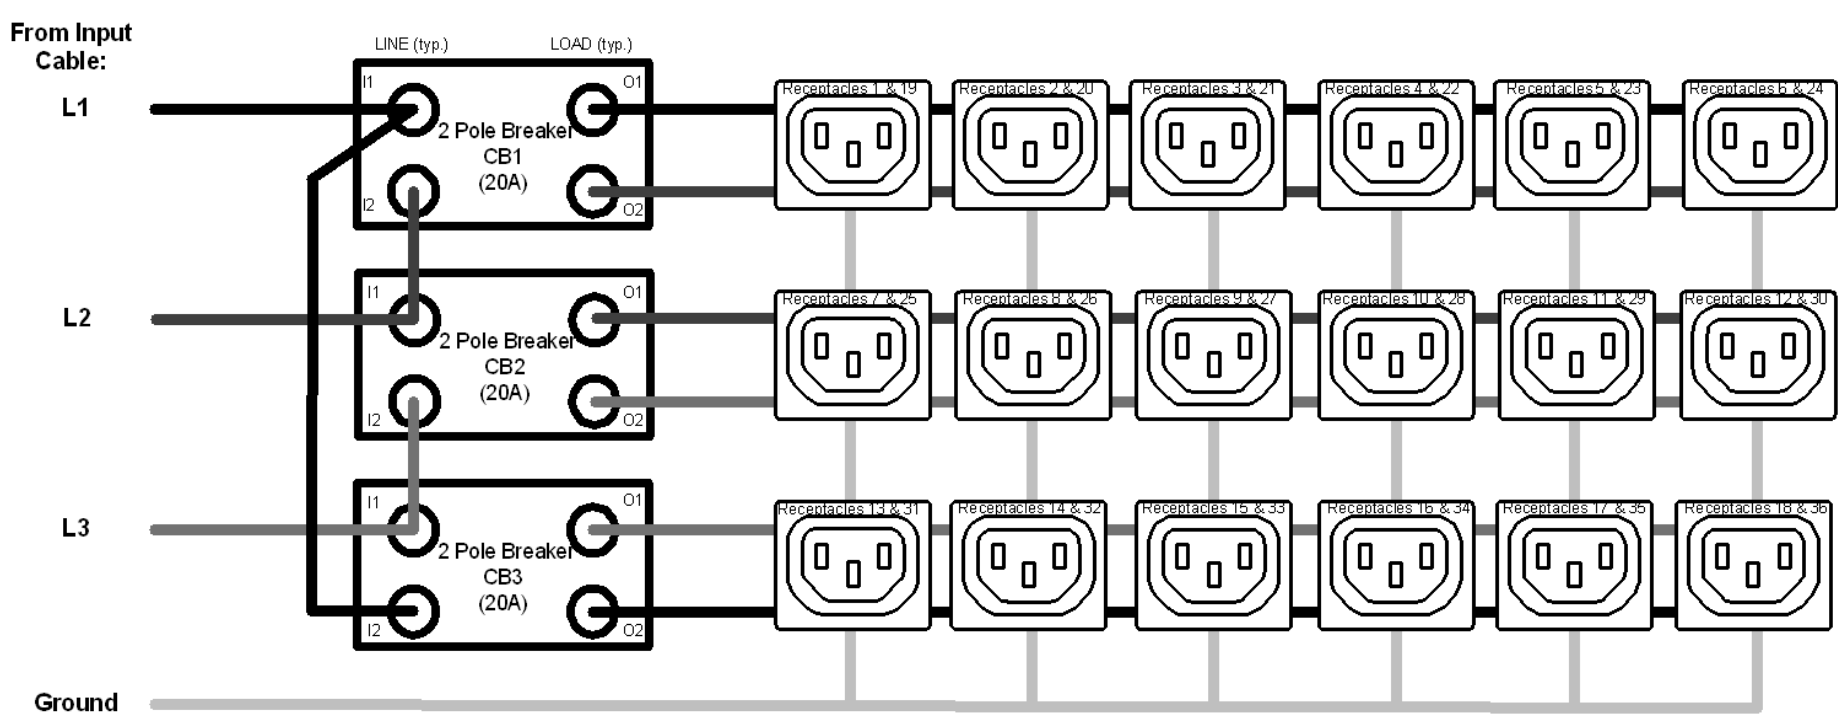 From Input
Cable:
LINE (typ.)
LOAD (typ.)
L1
I1
O1
2 Pole Breaker
CB1
(20A)
I2
O2
Receptacles 1 & 19
Receptacles 2 & 20
Receptacles 3 & 21
Receptacles 4 & 22
Receptacles 5 & 23
Receptacles 6 & 24
L2
I1
O1
2 Pole Breaker
CB2
(20A)
I2
O2
Receptacles 7 & 25
Receptacles 8 & 26
Receptacles 9 & 27
Receptacles 10 & 28
Receptacles 11 & 29
Receptacles 12 & 30
L3
I1
O1
2 Pole Breaker
CB3
(20A)
I2
O2
Receptacles 13 & 31
Receptacles 14 & 32
Receptacles 15 & 33
Receptacles 16 & 34
Receptacles 17 & 35
Receptacles 18 & 36
Ground